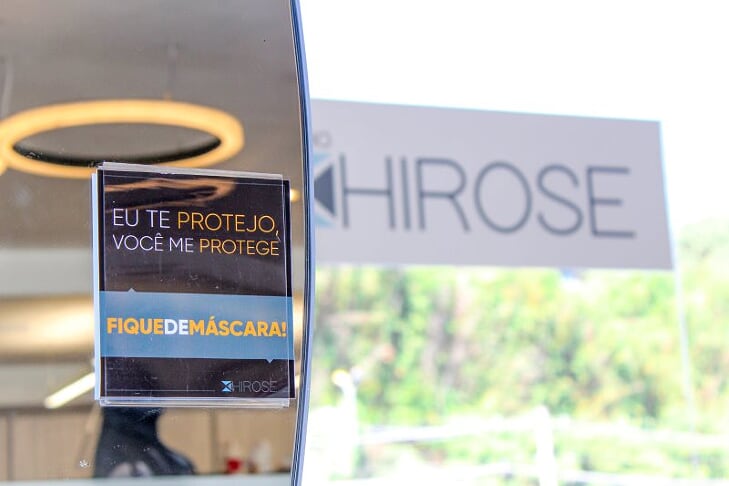 EU TE PROTEJO,
VOCÊ ME PROTEGE
FIQUEDEMÁSCARA!
HIROSE
HIROSE